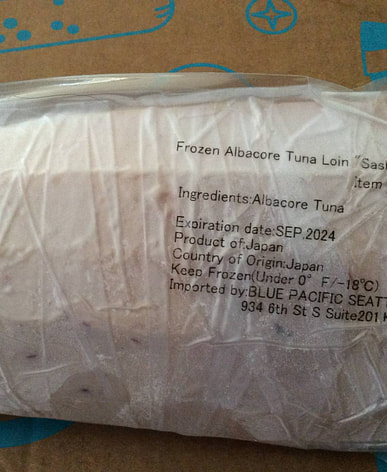 Frozen Albacore Tuna Loin "Sas
Item
Ingredients:Albacore Tuna
Expiration date:SEP.2024
Product of Japan
Country of Origin:Japan
Keep Frozen(Under 0° F/-18℃)
Imported by:BLUE PACIFIC SEAT
934 6th St S Suite201 K